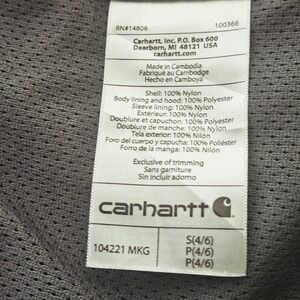 RN#14806 100366
Carhartt, Inc. P.O. Box 600
Dearborn, MI 48121 USA
carhartt.com
Made in Cambodia
Fabriqué au Cambodge
Hecho en Camboya
Shell: 100% Nylon
Body lining and hood: 100% Polyester
Sleeve lining: 100% Nylon
Extérieur: 100% Nylon
Doublure et capuchon: 100% Polyester
Doublure de manche: 100% Nylon
Tela exterior: 100% Nilón
Forro del cuerpo y capucha: 100% Poliéster
Forro de la manga: 100% Nilón
Exclusive of trimming
Sans garniture
Sin incluir adorno
carhartt
104221 MKG
S(4/6)
P(4/6)
P(4/6)